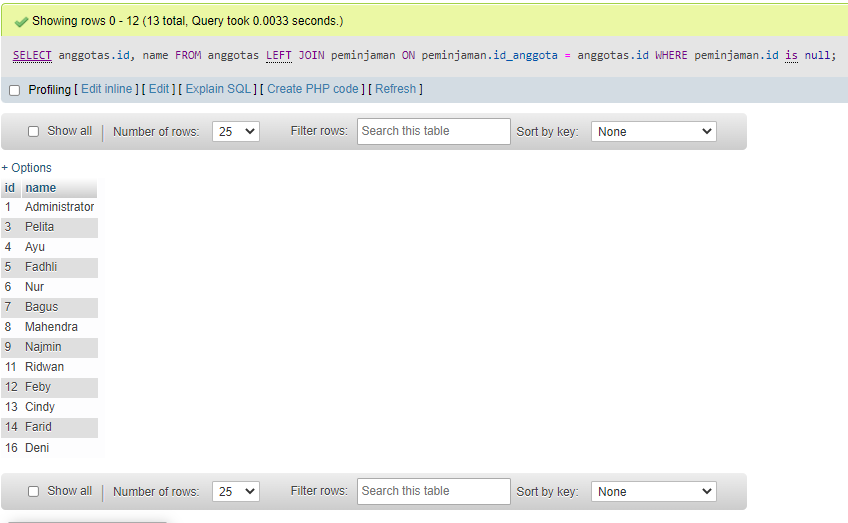 Showing rows 0 - 12 (13 total, Query took 0.0033 seconds.)
SELECT anggotas.id, name FROM anggotas LEFT JOIN peminjaman ON peminjaman.id_anggota = anggotas.id WHERE peminjaman.id is null;
Profiling [ Edit inline ] [ Edit ] [ Explain SQL ] [ Create PHP code ] [ Refresh ]
Show all | Number of rows: 25 Filter rows: Search this table Sort by key: None
+ Options
id name
1 Administrator
3 Pelita
4 Ayu
5 Fadhli
6 Nur
7 Bagus
8 Mahendra
9 Najmin
11 Ridwan
12 Feby
13 Cindy
14 Farid
16 Deni
Show all | Number of rows: 25 Filter rows: Search this table Sort by key: None